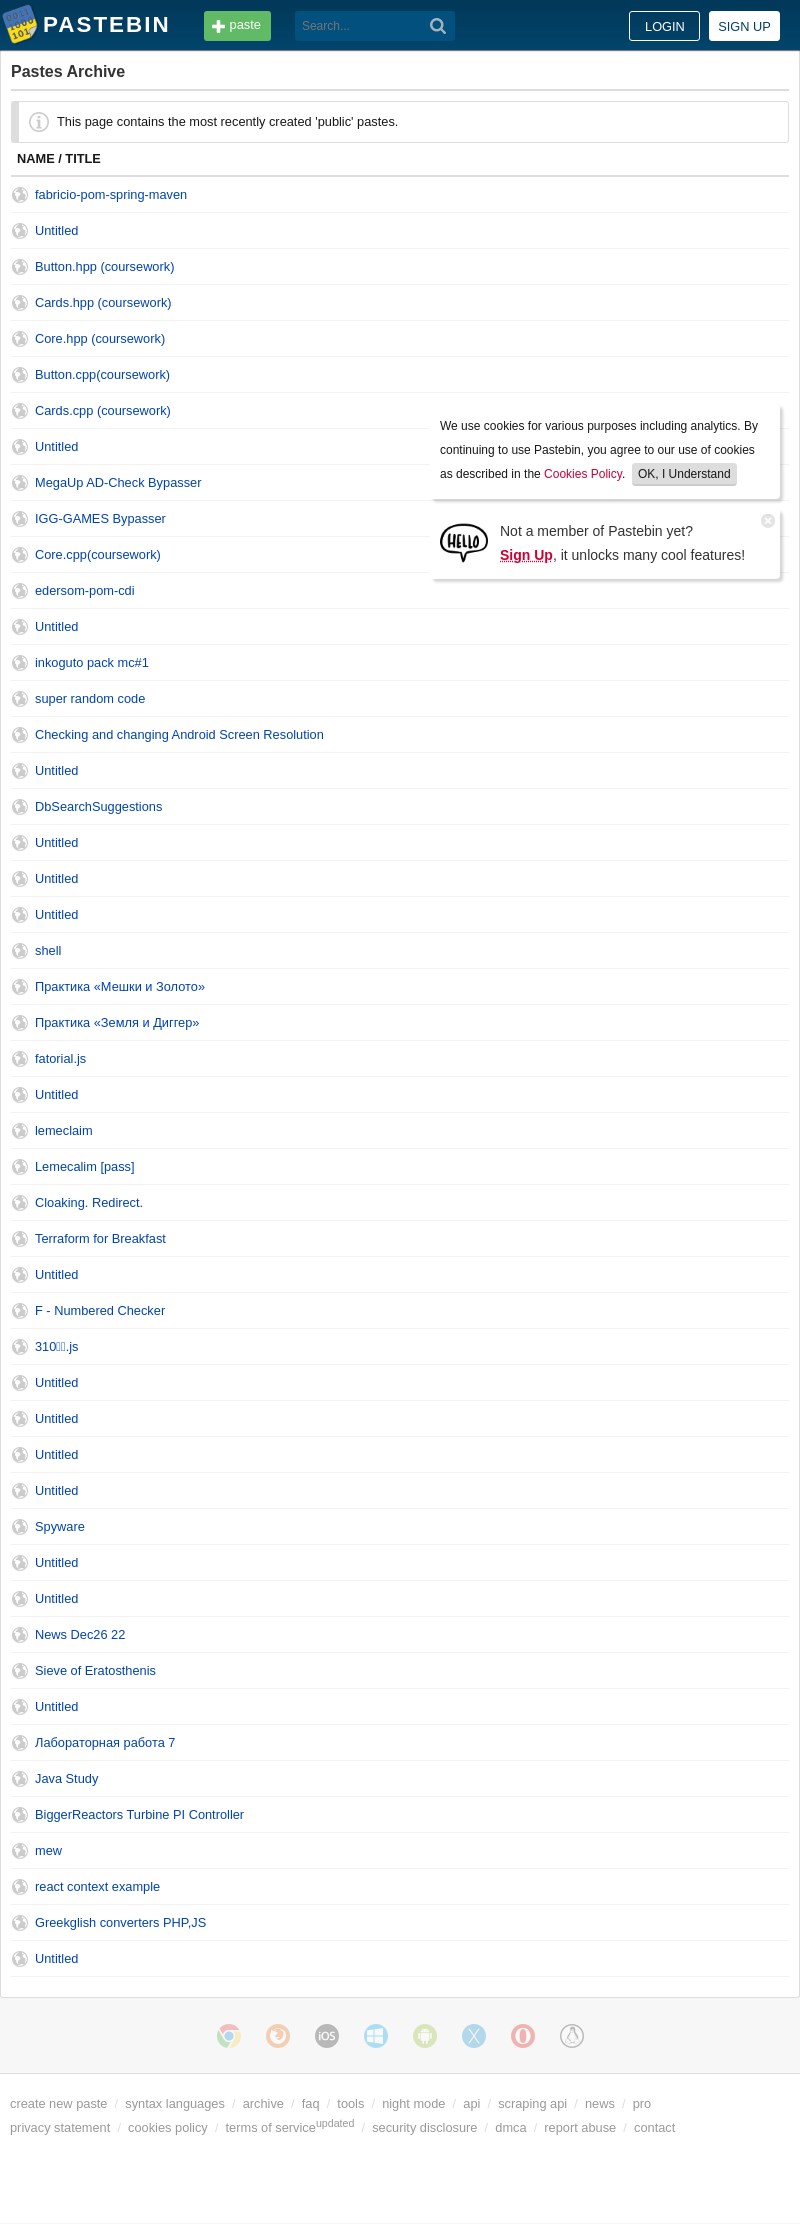 PASTEBIN paste Search... LOGIN SIGN UP
Pastes Archive
This page contains the most recently created 'public' pastes.
NAME / TITLE
fabricio-pom-spring-maven
Untitled
Button.hpp (coursework)
Cards.hpp (coursework)
Core.hpp (coursework)
Button.cpp(coursework)
Cards.cpp (coursework)
Untitled
MegaUp AD-Check Bypasser
IGG-GAMES Bypasser
Core.cpp(coursework)
edersom-pom-cdi
Untitled
inkoguto pack mc#1
super random code
Checking and changing Android Screen Resolution
Untitled
DbSearchSuggestions
Untitled
Untitled
Untitled
shell
Практика «Мешки и Золото»
Практика «Земля и Диггер»
fatorial.js
Untitled
lemeclaim
Lemecalim [pass]
Cloaking. Redirect.
Terraform for Breakfast
Untitled
F - Numbered Checker
310.js
Untitled
Untitled
Untitled
Untitled
Spyware
Untitled
Untitled
News Dec26 22
Sieve of Eratosthenis
Untitled
Лабораторная работа 7
Java Study
BiggerReactors Turbine PI Controller
mew
react context example
Greekglish converters PHP,JS
Untitled
We use cookies for various purposes including analytics. By
continuing to use Pastebin, you agree to our use of cookies
as described in the Cookies Policy. OK, I Understand
HELLO
Not a member of Pastebin yet?
Sign Up, it unlocks many cool features!
iOS
create new paste / syntax languages / archive / faq / tools / night mode / api / scraping api / news / pro
privacy statement / cookies policy / terms of service updated / security disclosure / dmca / report abuse / contact